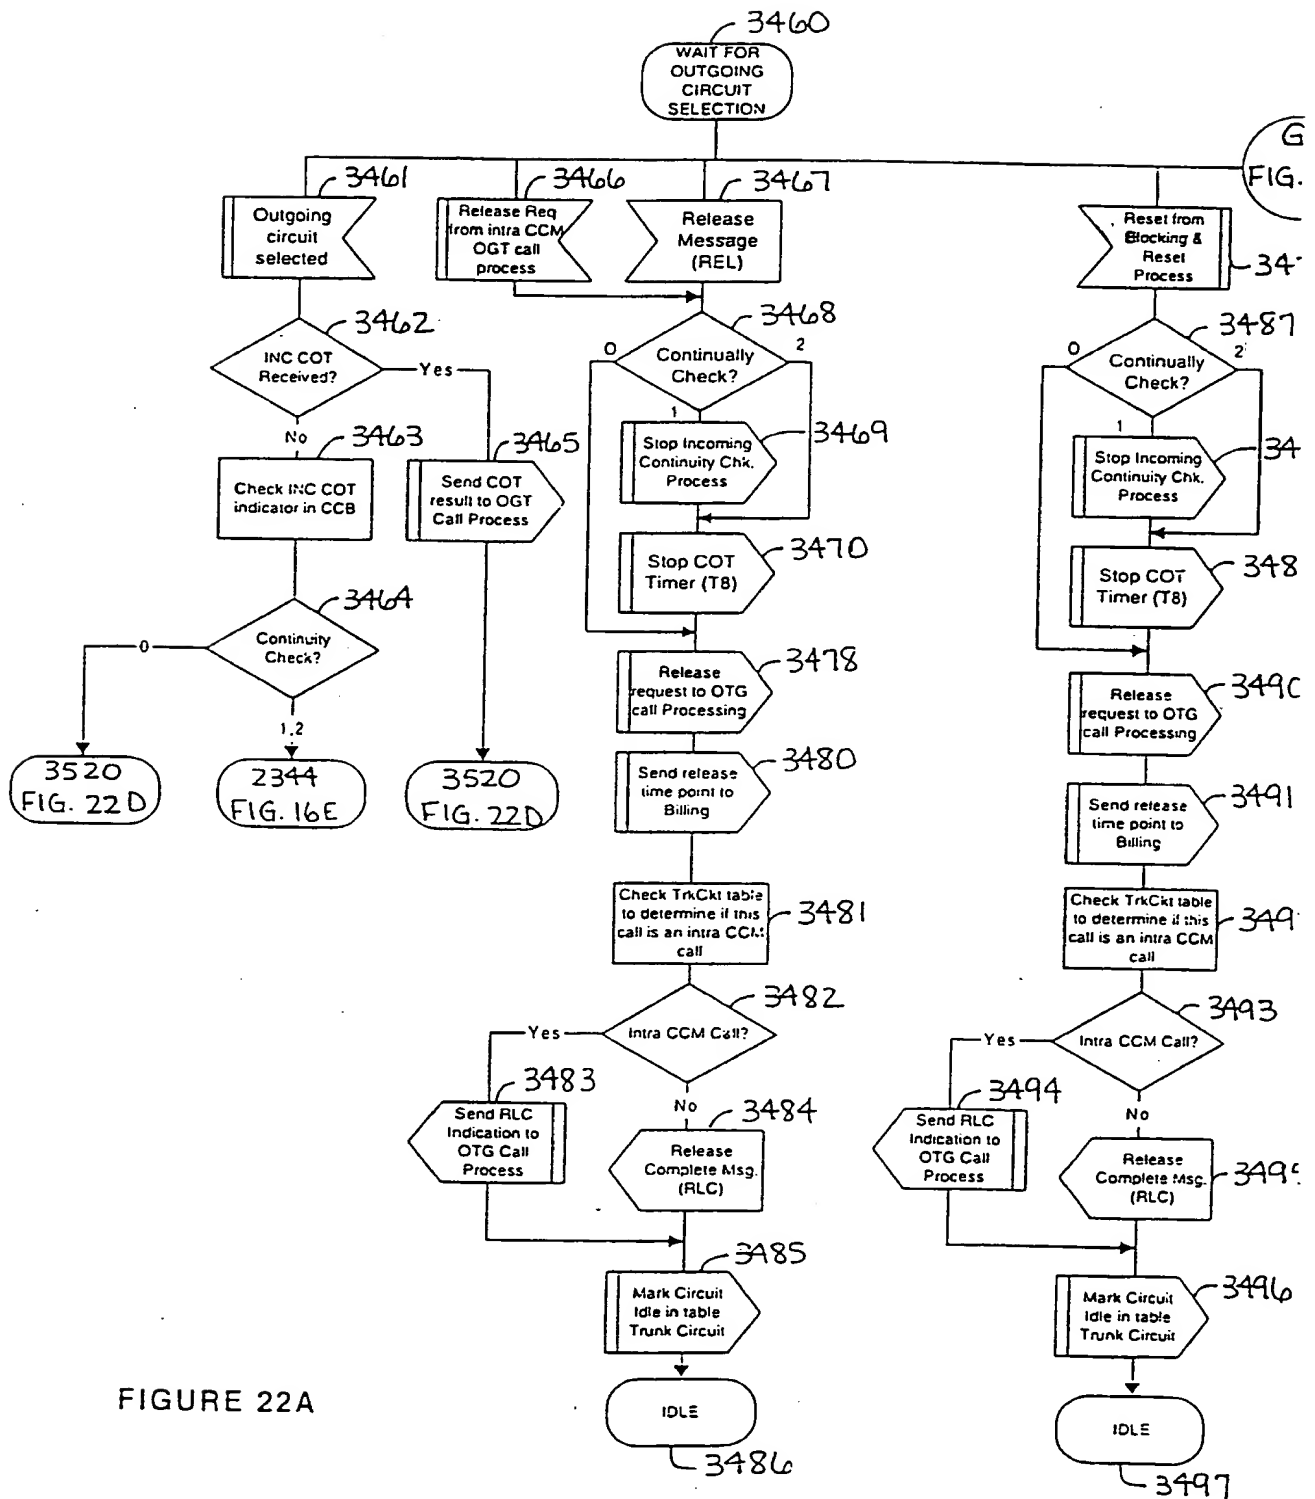 3460
WAIT FOR
OUTGOING
CIRCUIT
SELECTION
G
FIG.
3461
Outgoing
circuit
selected
3466
Release Req
from intra CCM
OGT call
process
3467
Release
Message
(REL)
Reset from
Blocking &
Reset
Process
34
3462
INC COT
Received?
Yes
No
3463
Check INC COT
indicator in CCB
3465
Send COT
result to OGT
Call Process
3464
Continuity
Check?
0
1,2
3520
FIG. 22D
2344
FIG. 16E
3520
FIG. 22D
3468
Continually
Check?
0
2
1
3469
Stop Incoming
Continuity Chk.
Process
3470
Stop COT
Timer (T8)
3478
Release
request to OTG
call Processing
3480
Send release
time point to
Billing
Check TrkCkt table
to determine if this
call is an intra CCM
call
3481
3482
Intra CCM Call?
Yes
No
3483
Send RLC
Indication to
OTG Call
Process
3484
Release
Complete Msg.
(RLC)
3485
Mark Circuit
Idle in table
Trunk Circuit
IDLE
3486
3487
Continually
Check?
0
2
1
34
Stop Incoming
Continuity Chk.
Process
348
Stop COT
Timer (T8)
3490
Release
request to OTG
call Processing
3491
Send release
time point to
Billing
Check TrkCkt table
to determine if this
call is an intra CCM
call
349
3493
Intra CCM Call?
Yes
No
3494
Send RLC
Indication to
OTG Call
Process
Release
Complete Msg.
(RLC)
349
3496
Mark Circuit
Idle in table
Trunk Circuit
IDLE
3497
FIGURE 22A